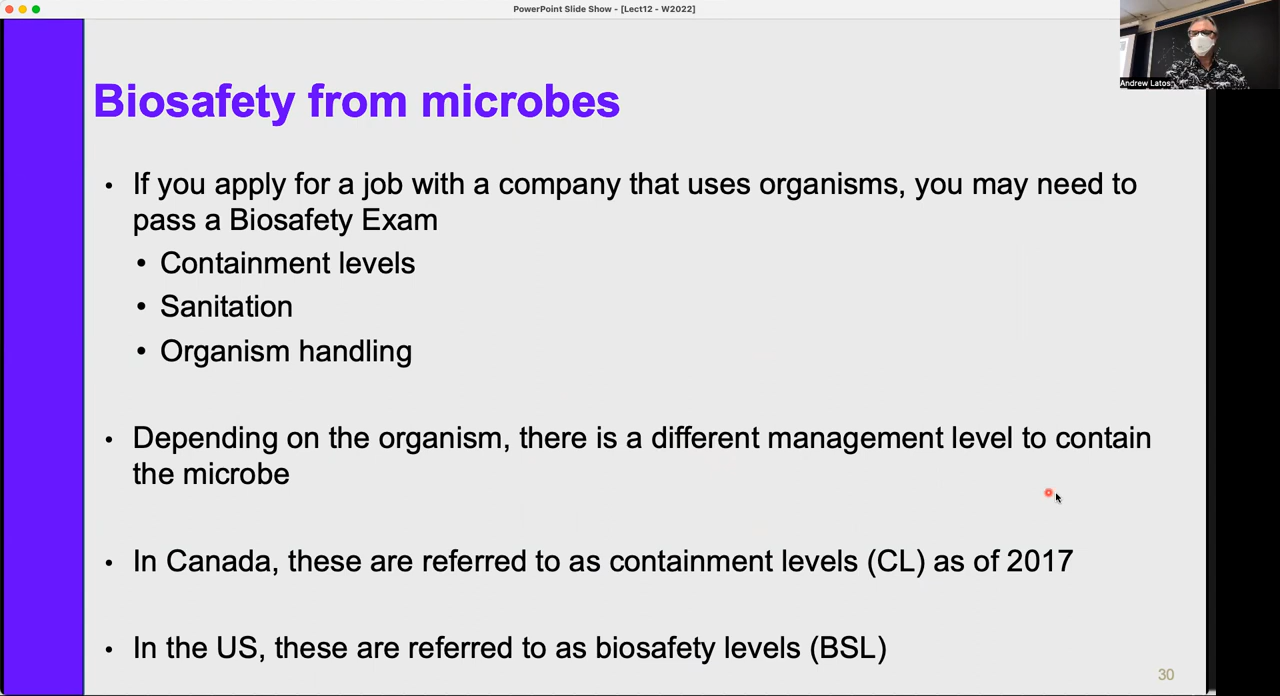 PowerPoint Slide Show - [Lect12 - W2022]
Andrew Latos
Biosafety from microbes
• If you apply for a job with a company that uses organisms, you may need to
pass a Biosafety Exam
• Containment levels
• Sanitation
• Organism handling
• Depending on the organism, there is a different management level to contain
the microbe
• In Canada, these are referred to as containment levels (CL) as of 2017
• In the US, these are referred to as biosafety levels (BSL)
30